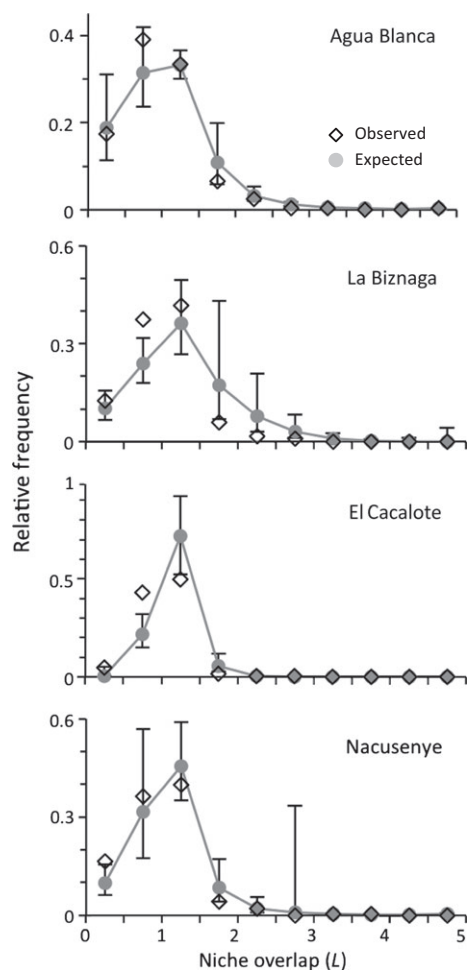 Agua Blanca
0.4
0.2
0
Observed
Expected
La Biznaga
0.6
0.3
0
El Cacalote
1
0.5
0
Nacusenye
0.6
0.3
0
0 1 2 3 4 5
Niche overlap (L)
Relative frequency